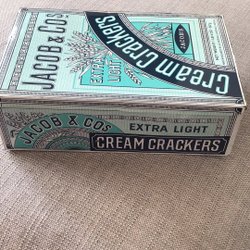 JACOB & CO'S
EXTRA
LIGHT
Cream Crackers
JACOB & CO'S
EXTRA LIGHT
CREAM CRACKERS